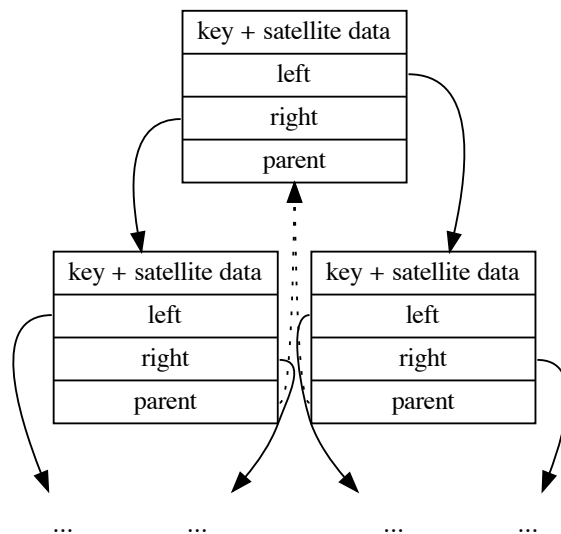 key + satellite data
left
right
parent
key + satellite data
left
right
parent
key + satellite data
left
right
parent
... ... ... ...